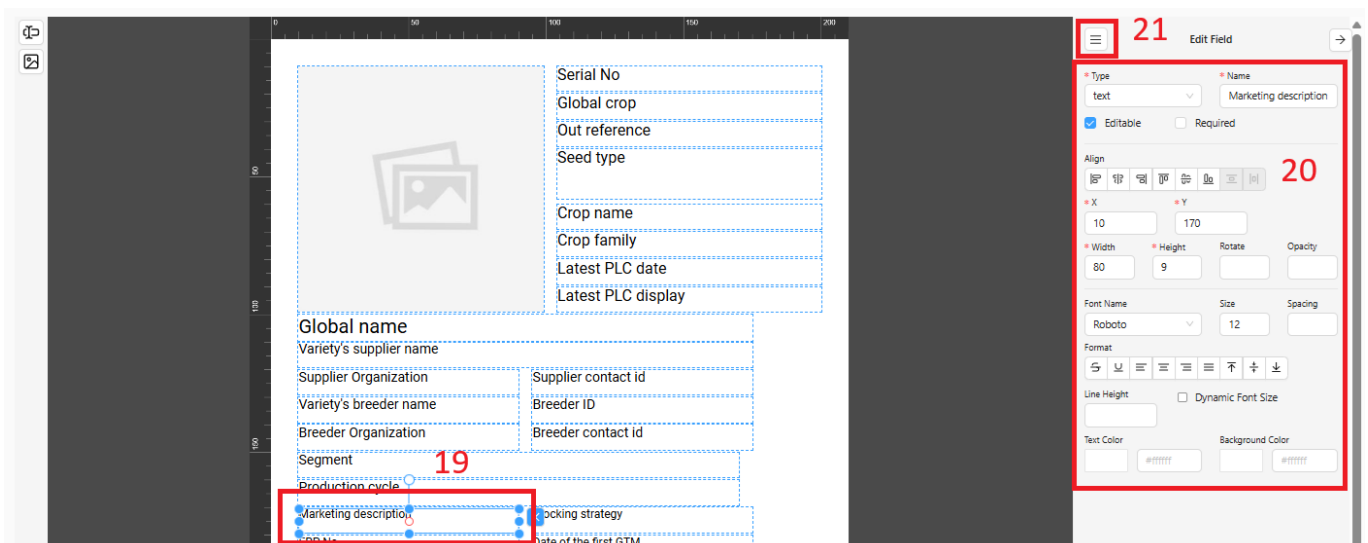 0 50 100 150 200
21
Edit Field
* Type
* Name
text
Marketing description
Editable
Required
Align
20
* X
* Y
10
170
* Width
* Height
Rotate
Opacity
80
9
Font Name
Size
Spacing
Roboto
12
Format
Line Height
Dynamic Font Size
Text Color
Background Color
#ffffff
#ffffff
Serial No
Global crop
Out reference
Seed type
50
Crop name
Crop family
Latest PLC date
Latest PLC display
Global name
Variety's supplier name
Supplier Organization
Supplier contact id
Variety's breeder name
Breeder ID
Breeder Organization
Breeder contact id
150
Segment
19
Production cycle
Marketing description
ocking strategy
Date of the first GTM